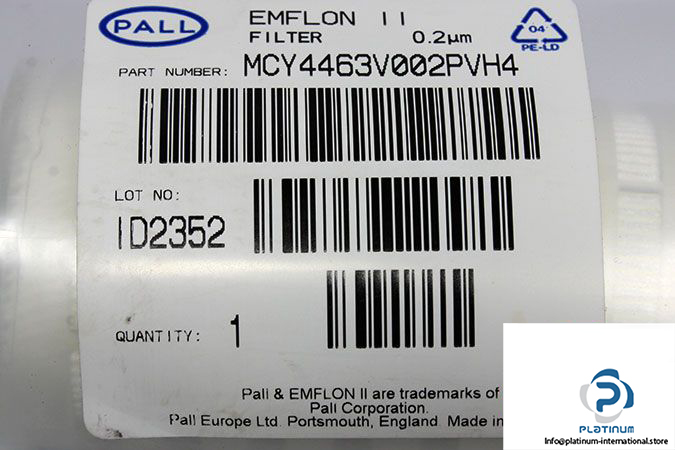 PALL
EMFLON II
FILTER 0.2µm
04
PE-LD
PART NUMBER: MCY4463V002PVH4
LOT NO:
ID2352
QUANTITY: 1
Pall & EMFLON II are trademarks of
Pall Corporation.
Pall Europe Ltd. Portsmouth, England. Made in
PLATINUM
Info@platinum-international.store